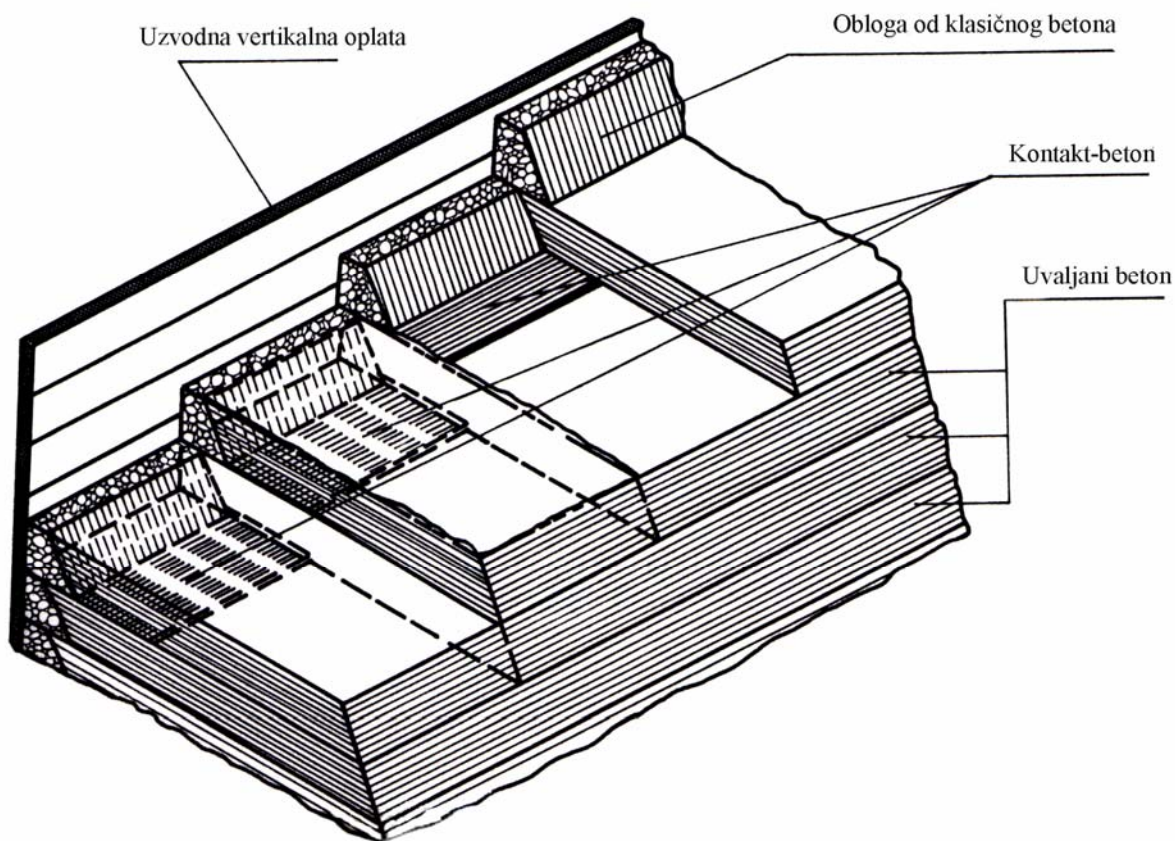 Uzvodna vertikalna oplata
Obloga od klasičnog betona
Kontakt-beton
Uvaljani beton